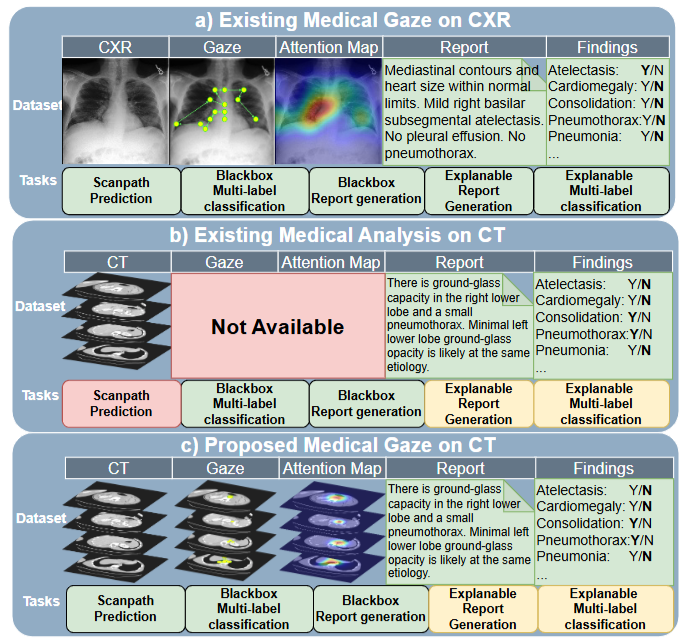 a) Existing Medical Gaze on CXR
CXR
Gaze
Attention Map
Report
Findings
Dataset
Mediastinal contours and
heart size within normal
limits. Mild right basilar
subsegmental atelectasis.
No pleural effusion. No
pneumothorax.
Atelectasis: Y/N
Cardiomegaly: Y/N
Consolidation: Y/N
Pneumothorax:Y/N
Pneumonia: Y/N
...
Tasks
Scanpath
Prediction
Blackbox
Multi-label
classification
Blackbox
Report generation
Explanable
Report
Generation
Explanable
Multi-label
classification
b) Existing Medical Analysis on CT
CT
Gaze
Attention Map
Report
Findings
Dataset
Not Available
There is ground-glass
capacity in the right lower
lobe and a small
pneumothorax. Minimal left
lower lobe ground-glass
opacity is likely at the same
etiology.
Atelectasis: Y/N
Cardiomegaly: Y/N
Consolidation: Y/N
Pneumothorax:Y/N
Pneumonia: Y/N
...
Tasks
Scanpath
Prediction
Blackbox
Multi-label
classification
Blackbox
Report generation
Explanable
Report
Generation
Explanable
Multi-label
classification
c) Proposed Medical Gaze on CT
CT
Gaze
Attention Map
Report
Findings
Dataset
There is ground-glass
capacity in the right lower
lobe and a small
pneumothorax. Minimal left
lower lobe ground-glass
opacity is likely at the same
etiology.
Atelectasis: Y/N
Cardiomegaly: Y/N
Consolidation: Y/N
Pneumothorax:Y/N
Pneumonia: Y/N
...
Tasks
Scanpath
Prediction
Blackbox
Multi-label
classification
Blackbox
Report generation
Explanable
Report
Generation
Explanable
Multi-label
classification